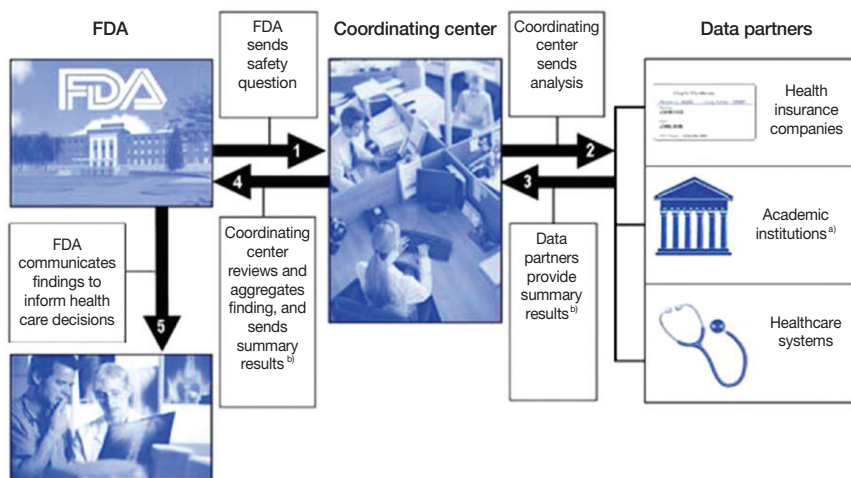 FDA
Coordinating center
Data partners
FDA
sends
safety
question
Coordinating
center
sends
analysis
FDA
1
2
4
3
Health
insurance
companies
Academic
institutions a)
Healthcare
systems
FDA
communicates
findings to
inform health
care decisions
Coordinating
center
reviews and
aggregates
finding, and
sends
summary
results b)
Data
partners
provide
summary
results b)
5